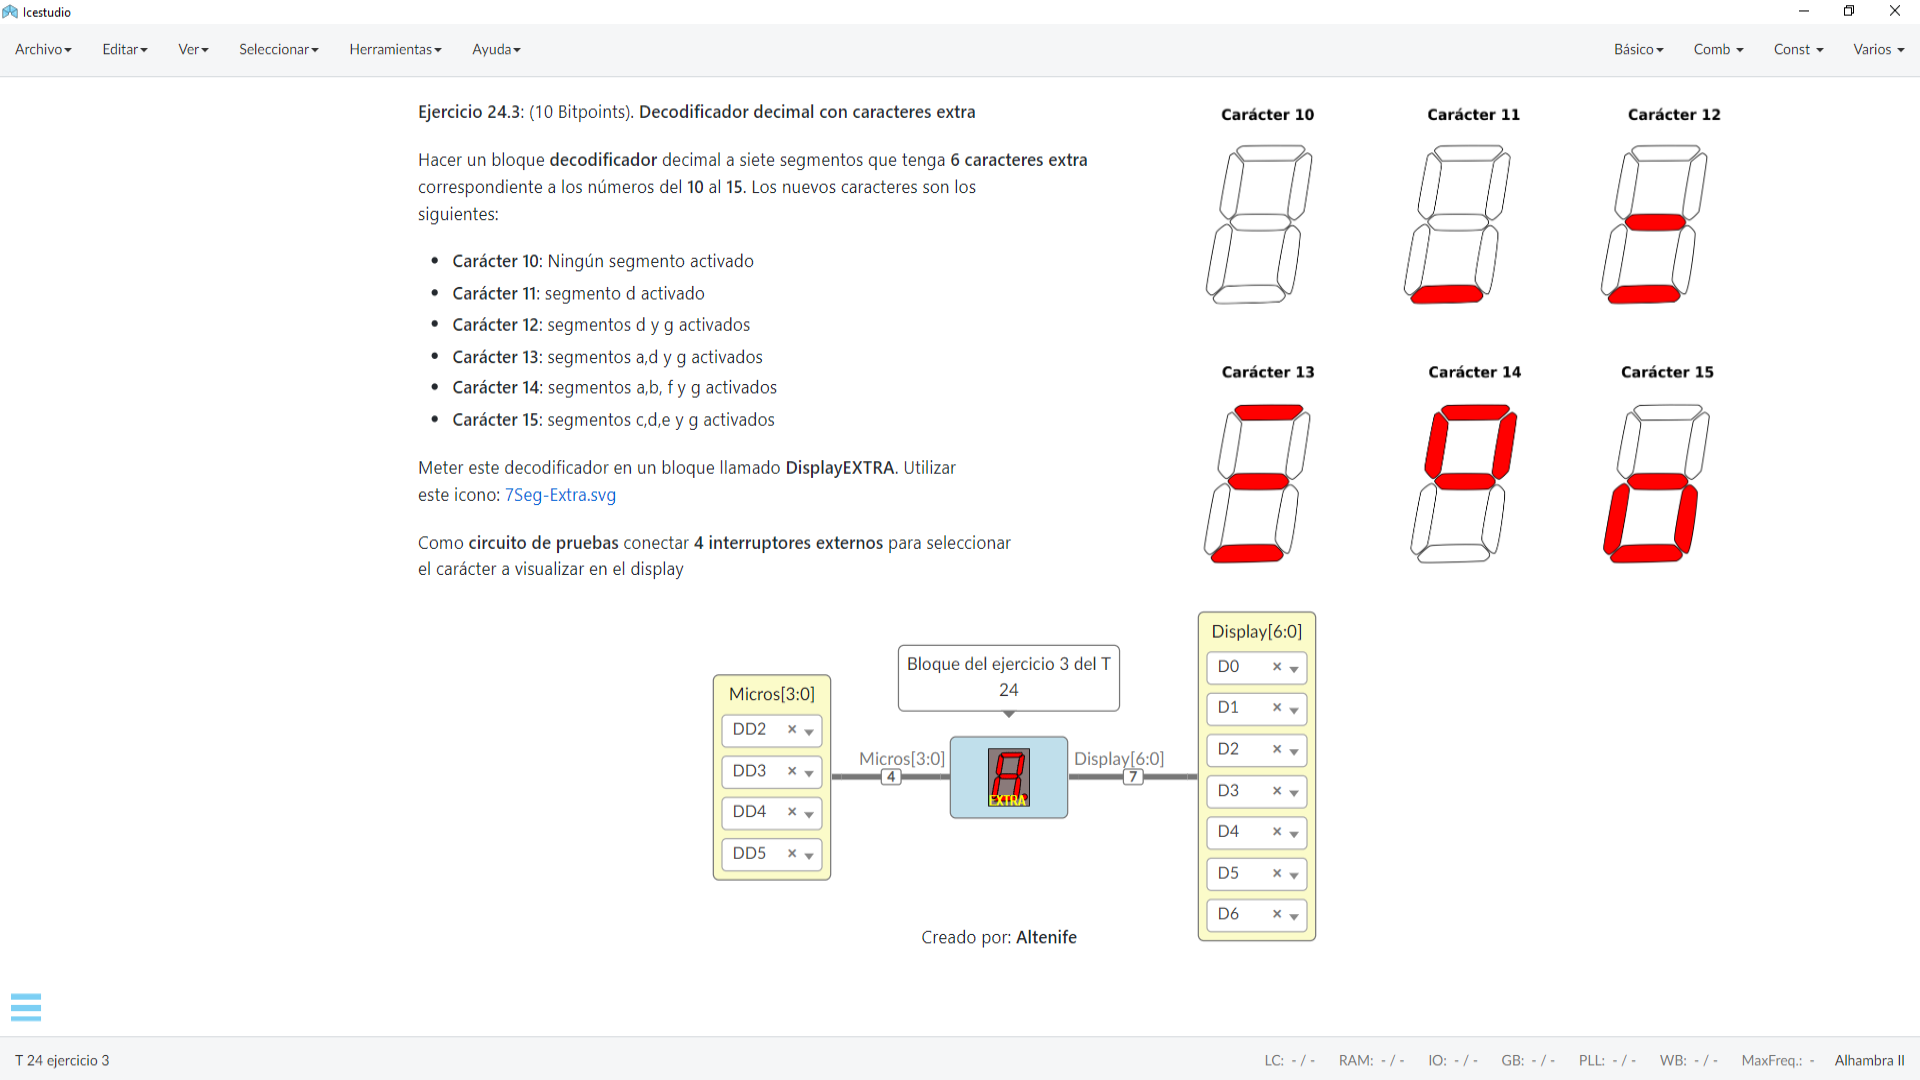 Icestudio
Archivo Editar Ver Seleccionar Herramientas Ayuda Básico Comb Const Varios
Ejercicio 24.3: (10 Bitpoints). Decodificador decimal con caracteres extra
Hacer un bloque decodificador decimal a siete segmentos que tenga 6 caracteres extra
correspondiente a los números del 10 al 15. Los nuevos caracteres son los
siguientes:
• Carácter 10: Ningún segmento activado
• Carácter 11: segmento d activado
• Carácter 12: segmentos d y g activados
• Carácter 13: segmentos a,d y g activados
• Carácter 14: segmentos a,b, f y g activados
• Carácter 15: segmentos c,d,e y g activados
Meter este decodificador en un bloque llamado DisplayEXTRA. Utilizar
este icono: 7Seg-Extra.svg
Como circuito de pruebas conectar 4 interruptores externos para seleccionar
el carácter a visualizar en el display
Carácter 10 Carácter 11 Carácter 12
Carácter 13 Carácter 14 Carácter 15
Micros[3:0]
DD2
DD3
DD4
DD5
Micros[3:0]
4
Bloque del ejercicio 3 del T
24
EXTRA
Display[6:0]
7
Display[6:0]
D0
D1
D2
D3
D4
D5
D6
Creado por: Altenife
T 24 ejercicio 3 LC: - / - RAM: - / - IO: - / - GB: - / - PLL: - / - WB: - / - MaxFreq.: - Alhambra II